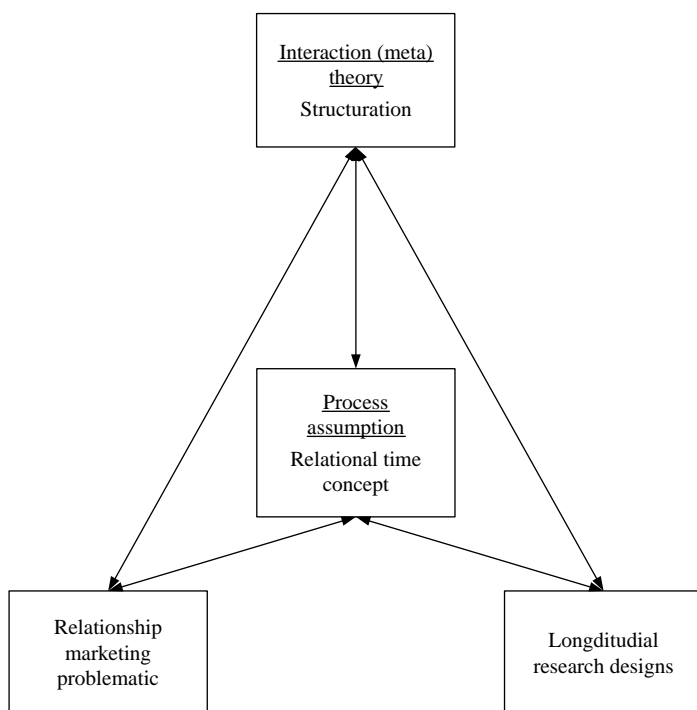 Interaction (meta)
theory
Structuration
Process
assumption
Relational time
concept
Relationship
marketing
problematic
Longditudial
research designs